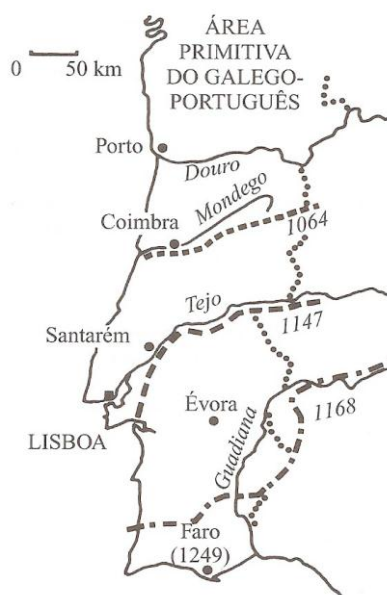 ÁREA
PRIMITIVA
DO GALEGO-
PORTUGUÊS
0 50 km
Porto
Douro
Mondego
Coimbra
1064
Tejo
Santarém
1147
Évora
1168
LISBOA
Guadiana
Faro
(1249)